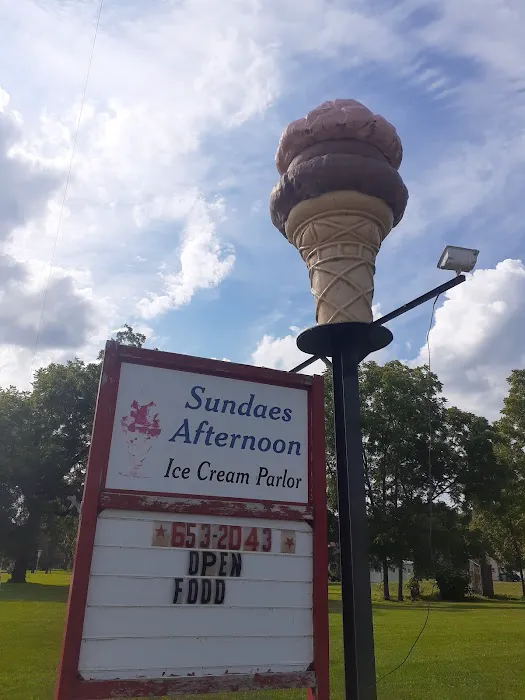 Sundaes
Afternoon
Ice Cream Parlor
★ 653-2043 ★
OPEN
FOOD